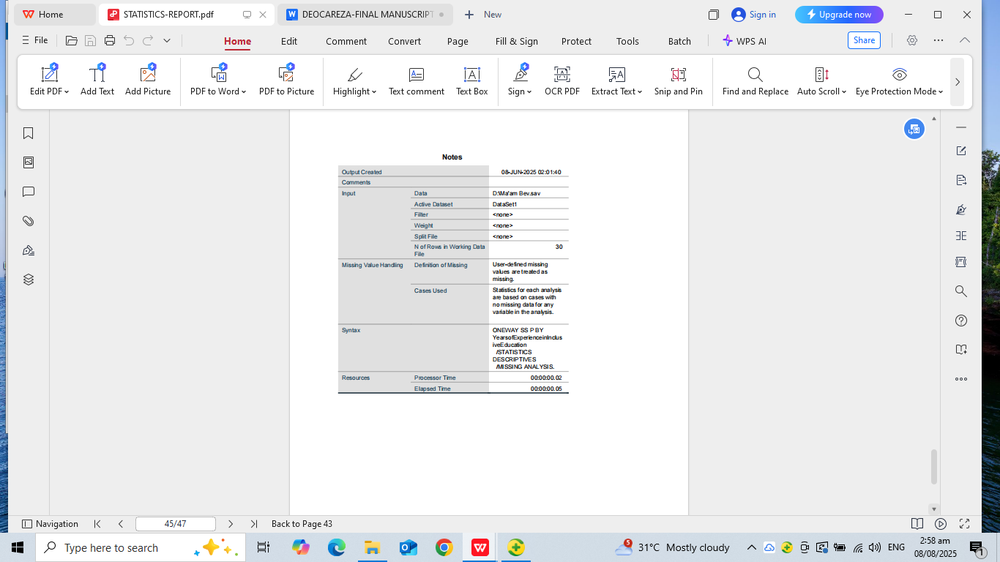 Home
STATISTICS-REPORT.pdf
DEOCAREZA-FINAL MANUSCRIPT
New
Sign in
Upgrade now
File
Home
Edit
Comment
Convert
Page
Fill & Sign
Protect
Tools
Batch
WPS AI
Share
Edit PDF
Add Text
Add Picture
PDF to Word
PDF to Picture
Highlight
Text comment
Text Box
Sign
OCR PDF
Extract Text
Snip and Pin
Find and Replace
Auto Scroll
Eye Protection Mode
Notes
Output Created 08-JUN-2025 02:01:40
Comments
Input Data D:\Ma'am Bev.sav
Active Dataset DataSet1
Filter <none>
Weight <none>
Split File <none>
N of Rows in Working Data 30
File
Missing Value Handling Definition of Missing User-defined missing
values are treated as
missing.
Cases Used Statistics for each analysis
are based on cases with
no missing data for any
variable in the analysis.
Syntax ONEWAY SS P BY
YearsofExperienceinInclus
iveEducation
/STATISTICS
DESCRIPTIVES
/MISSING ANALYSIS.
Resources Processor Time 00:00:00.02
Elapsed Time 00:00:00.05
Navigation
45/47
Back to Page 43
Type here to search
5
31°C Mostly cloudy
ENG
2:58 am
08/08/2025
1